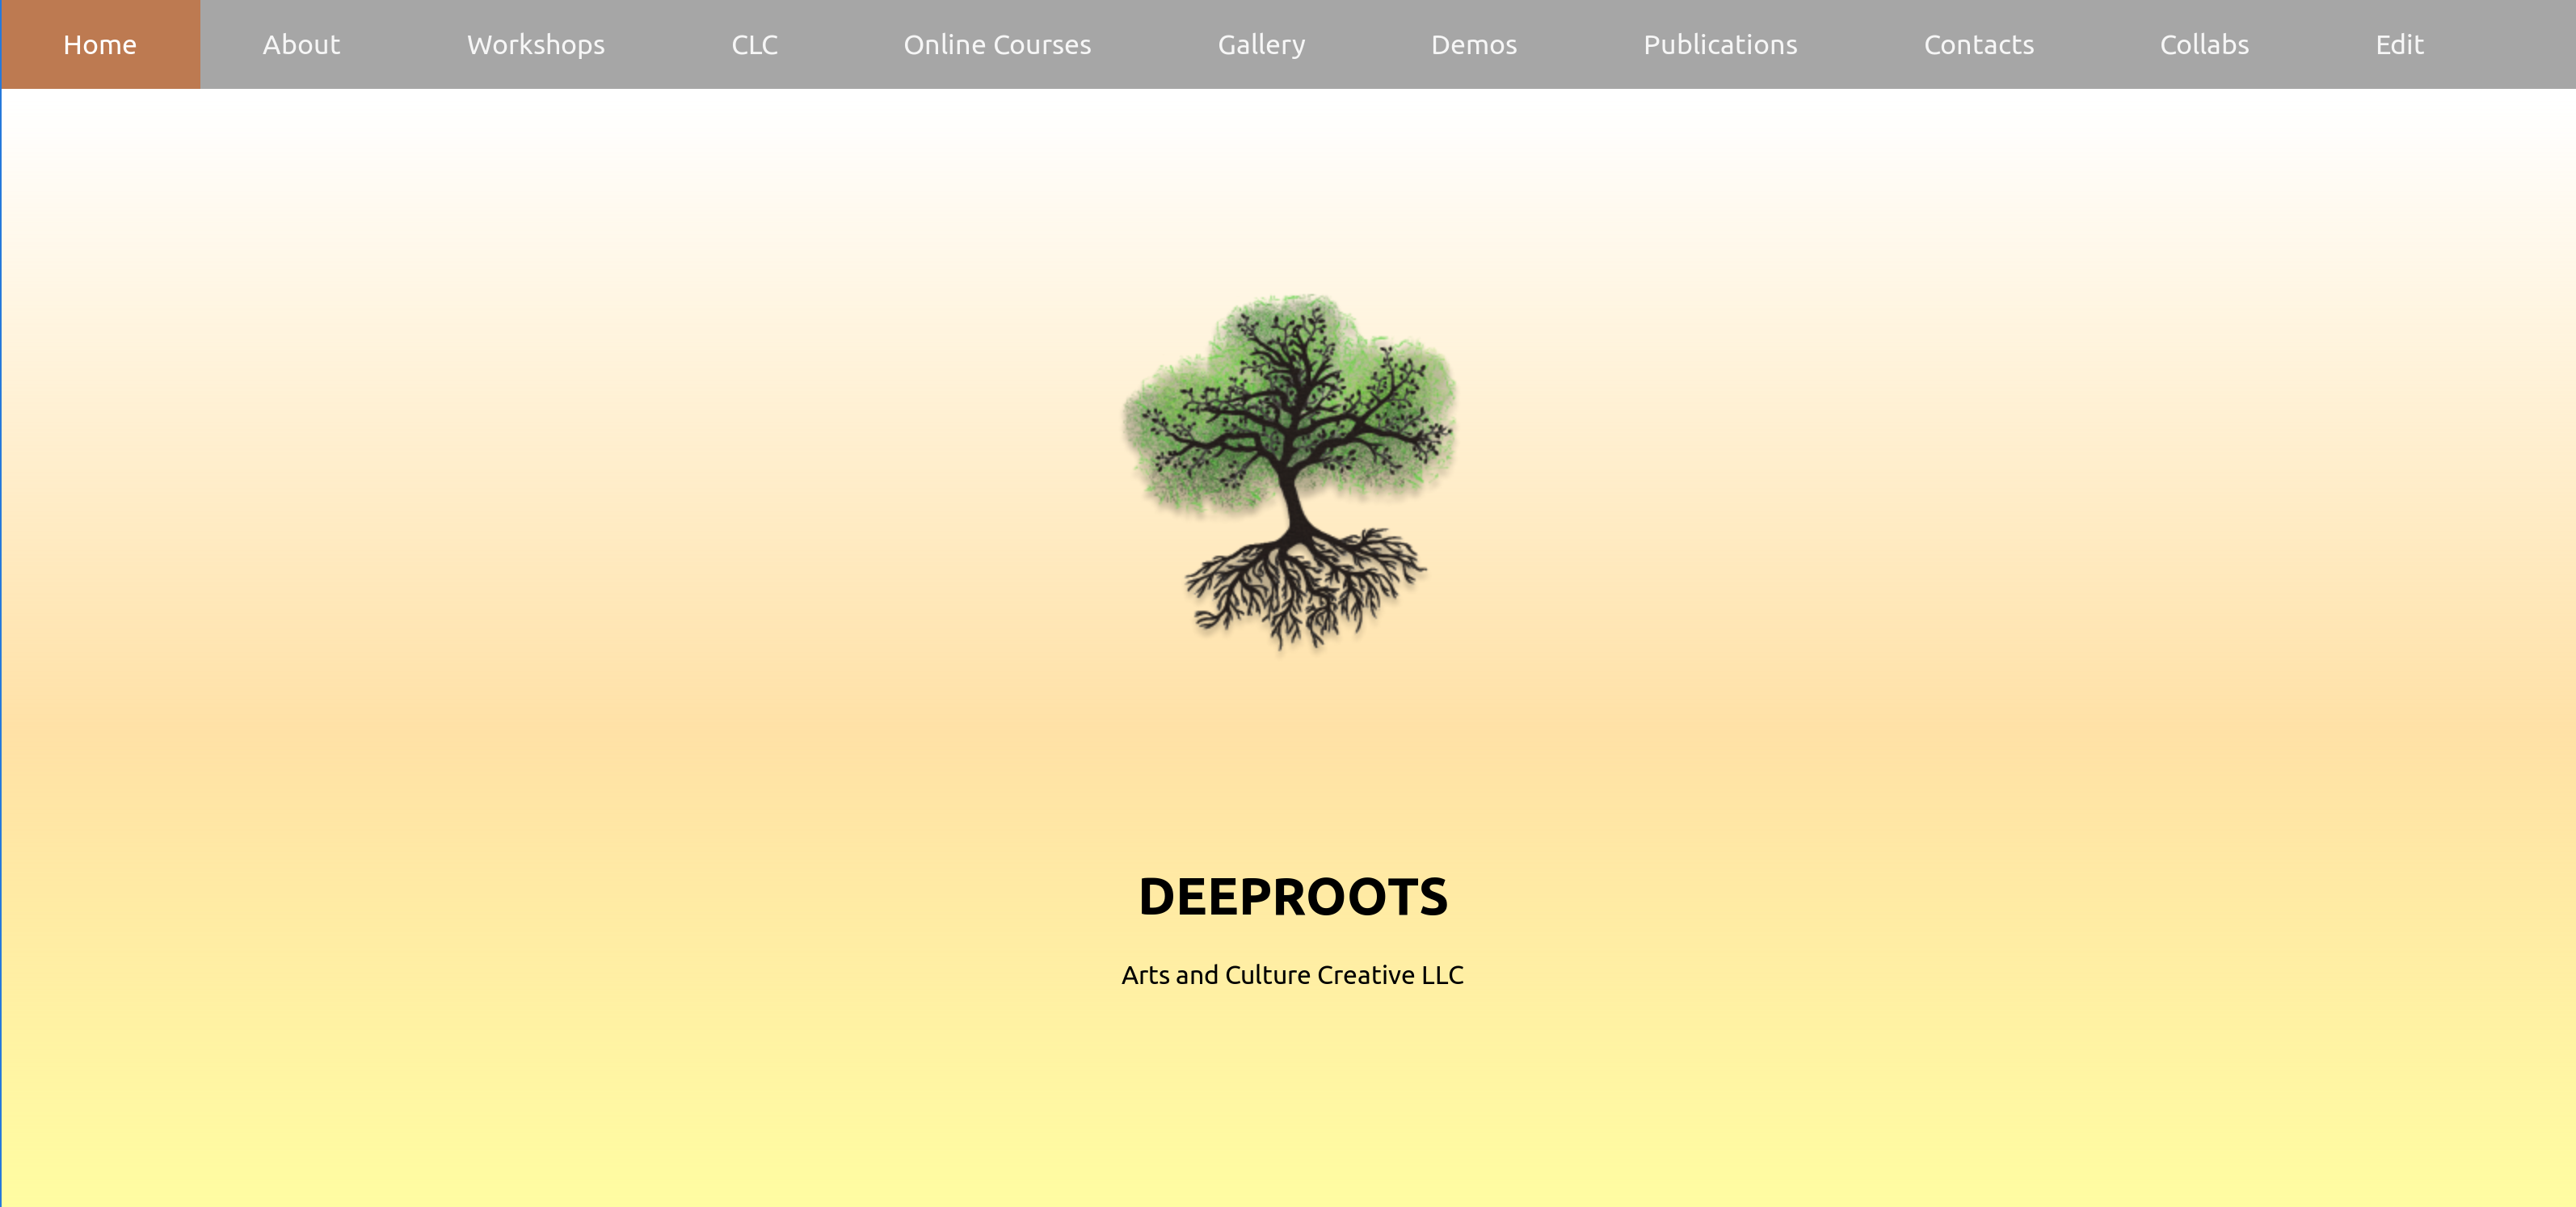 Home About Workshops CLC Online Courses Gallery Demos Publications Contacts Collabs Edit
DEEPROOTS
Arts and Culture Creative LLC